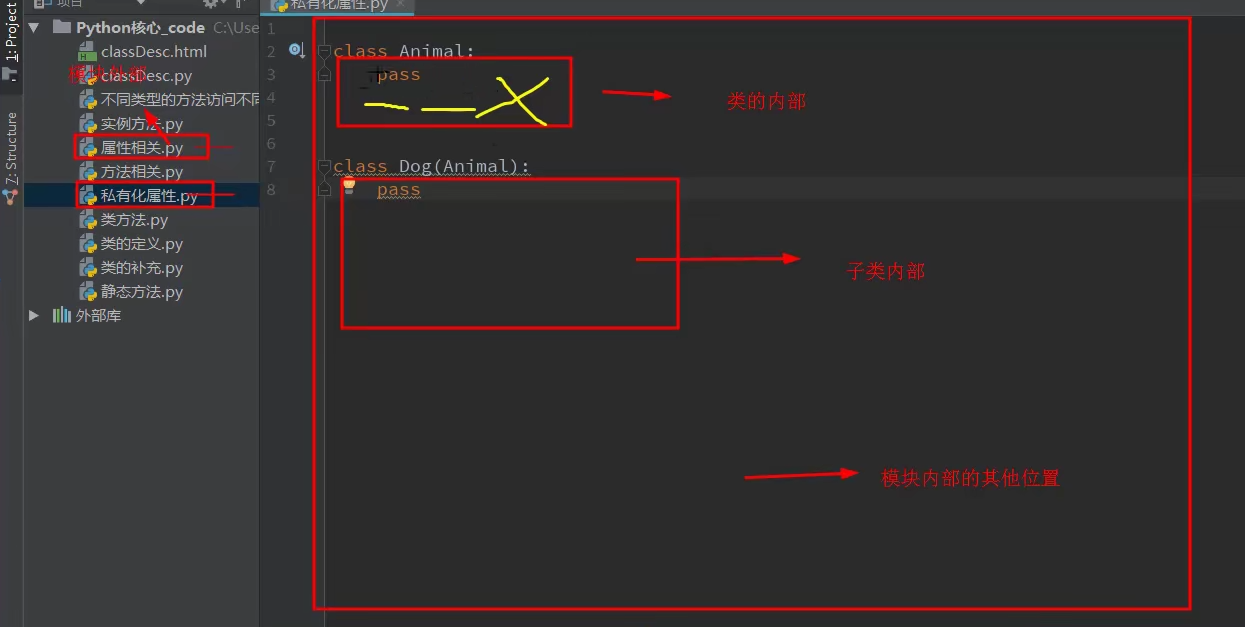 1: Project
项目
私有化属性.py
Python核心_code C:\Use
classDesc.html
classDesc.py
模块外部
不同类型的方法访问不同
实例方法.py
属性相关.py
方法相关.py
私有化属性.py
类方法.py
类的定义.py
类的补充.py
静态方法.py
外部库
Z: Structure
1
2 class Animal:
3 pass
4
5
6
7 class Dog(Animal):
8 pass
__X
类的内部
子类内部
模块内部的其他位置